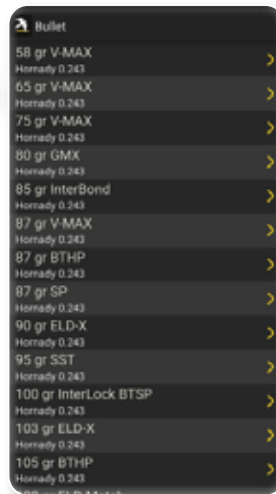 Bullet
58 gr V-MAX
Hornady 0.243
65 gr V-MAX
Hornady 0.243
75 gr V-MAX
Hornady 0.243
80 gr GMX
Hornady 0.243
85 gr InterBond
Hornady 0.243
87 gr V-MAX
Hornady 0.243
87 gr BTHP
Hornady 0.243
87 gr SP
Hornady 0.243
90 gr ELD-X
Hornady 0.243
95 gr SST
Hornady 0.243
100 gr InterLock BTSP
Hornady 0.243
103 gr ELD-X
Hornady 0.243
105 gr BTHP
Hornady 0.243